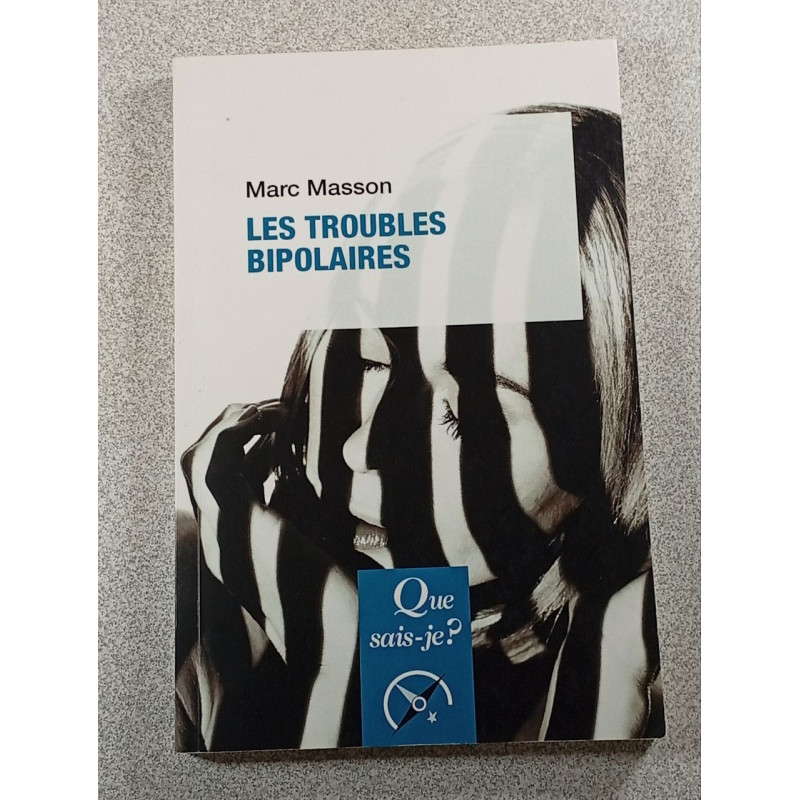 Marc Masson
LES TROUBLES
BIPOLAIRES
Que
sais-je?